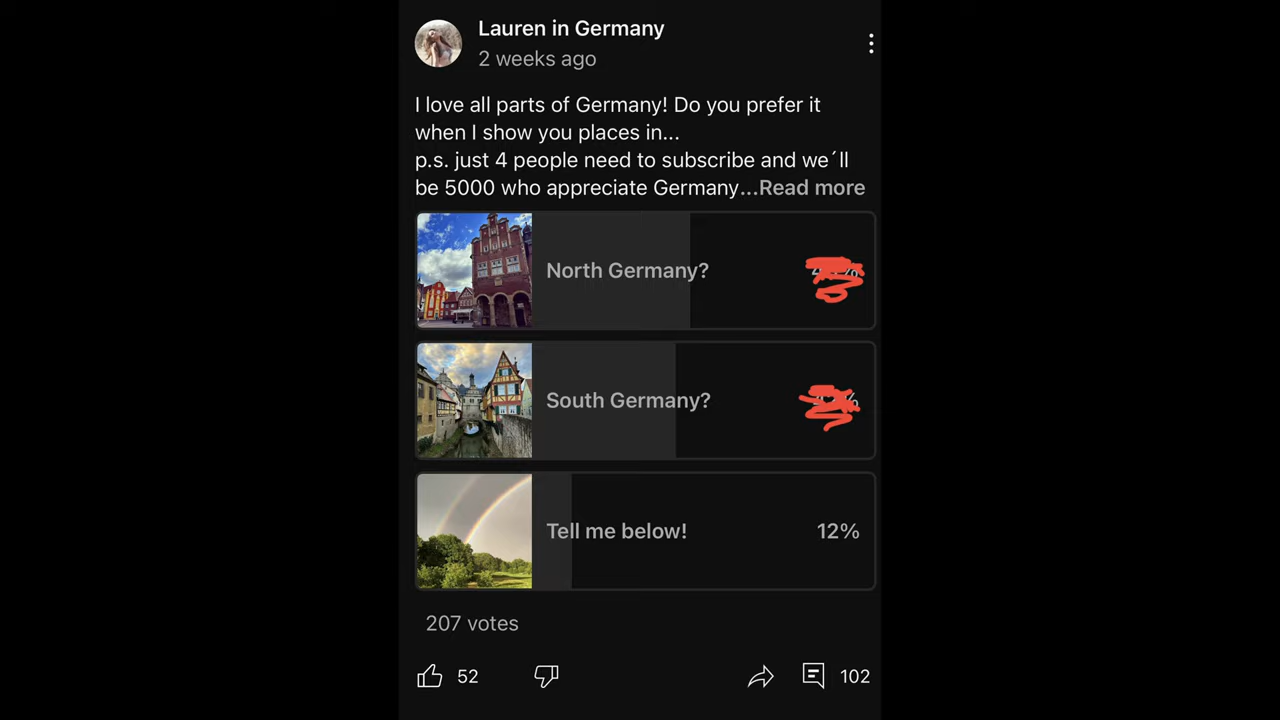 Lauren in Germany
2 weeks ago
I love all parts of Germany! Do you prefer it
when I show you places in...
p.s. just 4 people need to subscribe and we´ll
be 5000 who appreciate Germany...Read more
North Germany?
South Germany?
Tell me below!
12%
207 votes
52
102